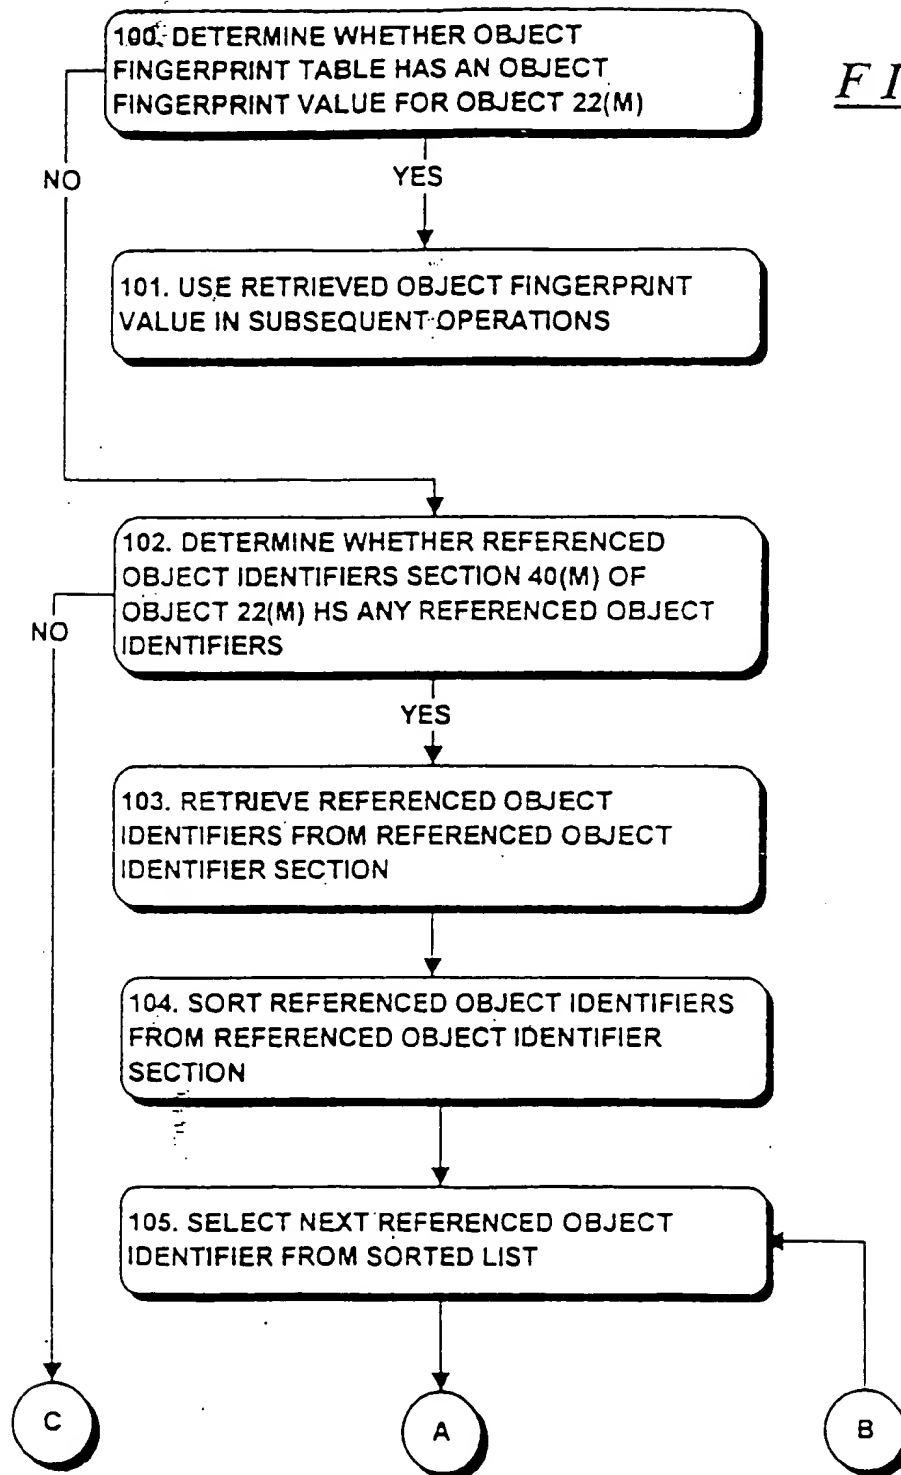 100. DETERMINE WHETHER OBJECT
FINGERPRINT TABLE HAS AN OBJECT
FINGERPRINT VALUE FOR OBJECT 22(M)
F I
NO
YES
101. USE RETRIEVED OBJECT FINGERPRINT
VALUE IN SUBSEQUENT OPERATIONS
102. DETERMINE WHETHER REFERENCED
OBJECT IDENTIFIERS SECTION 40(M) OF
OBJECT 22(M) HS ANY REFERENCED OBJECT
IDENTIFIERS
NO
YES
103. RETRIEVE REFERENCED OBJECT
IDENTIFIERS FROM REFERENCED OBJECT
IDENTIFIER SECTION
104. SORT REFERENCED OBJECT IDENTIFIERS
FROM REFERENCED OBJECT IDENTIFIER
SECTION
105. SELECT NEXT REFERENCED OBJECT
IDENTIFIER FROM SORTED LIST
C
A
B